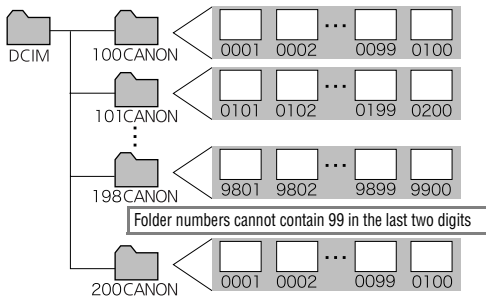 DCIM
100CANON
0001 0002 ... 0099 0100
101CANON
0101 0102 ... 0199 0200
198CANON
9801 9802 ... 9899 9900
Folder numbers cannot contain 99 in the last two digits
200CANON
0001 0002 ... 0099 0100